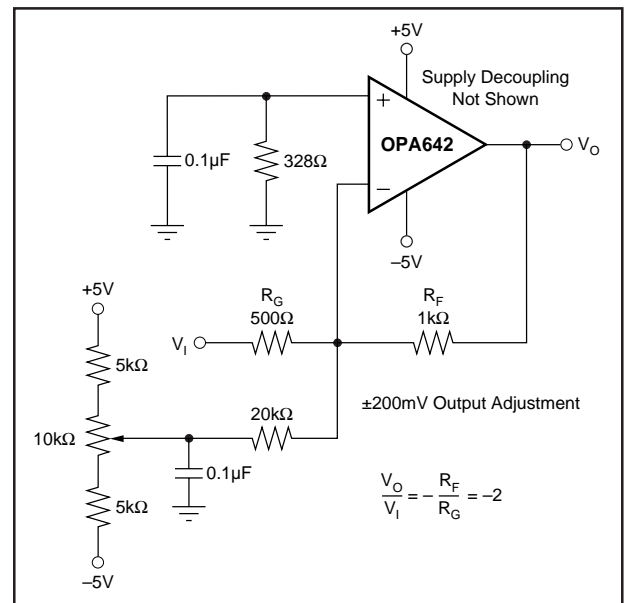 +5V
Supply Decoupling
Not Shown
+
OPA642
–
V_O
0.1µF
328Ω
–5V
+5V
R_G
500Ω
R_F
1kΩ
V_I
5kΩ
±200mV Output Adjustment
20kΩ
10kΩ
0.1µF
5kΩ
V_O/V_I = – R_F/R_G = –2
–5V